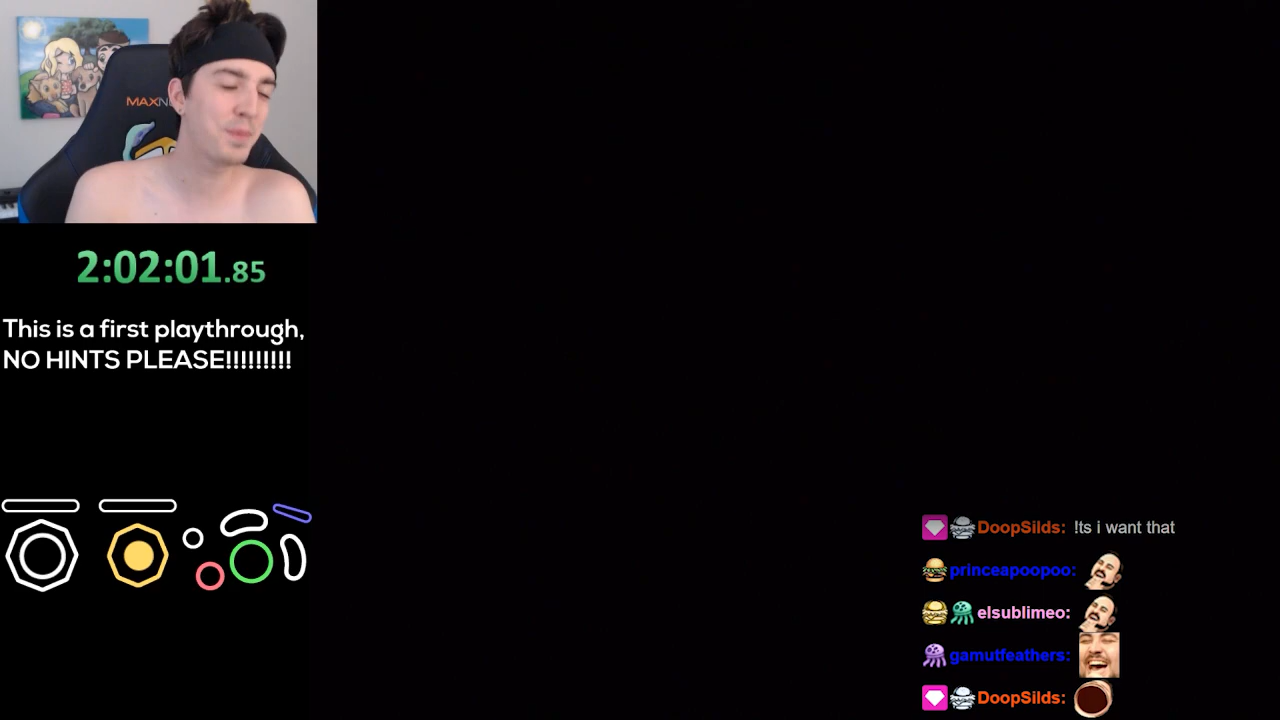 MAXN
2:02:01.85
This is a first playthrough,
NO HINTS PLEASE!!!!!!!!!
DoopSilds: !ts i want that
princeapoopoo:
elsublimeo:
gamutfeathers:
DoopSilds: